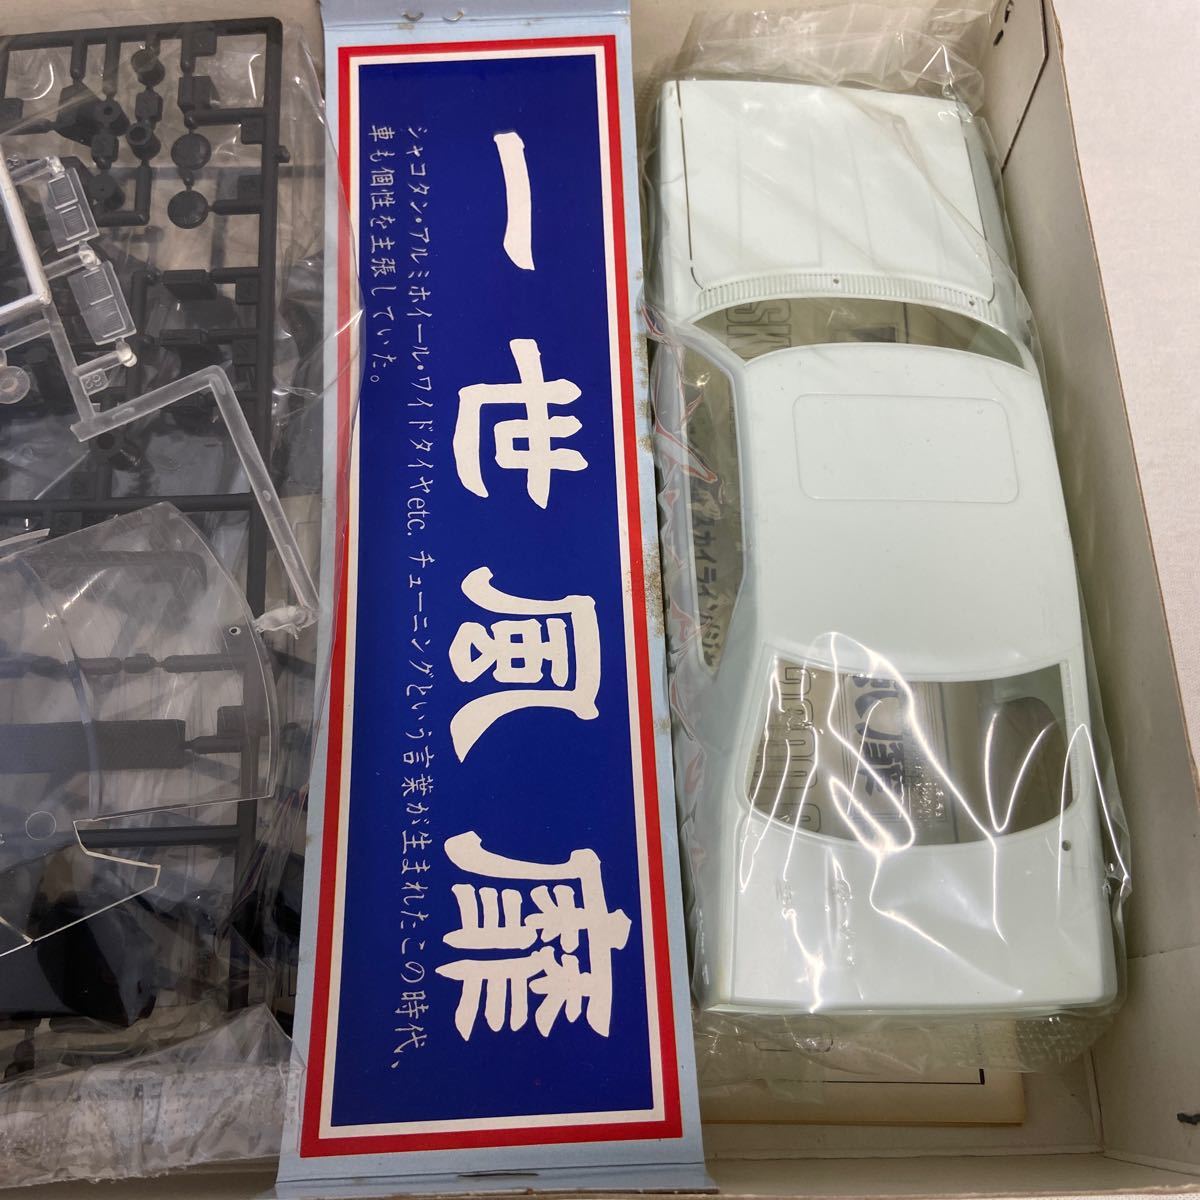 一世風靡
シャコタン・アルミホイール・ワイドタイヤetc. チューニングという言葉が生まれたこの時代、
車も個性を主張していた。